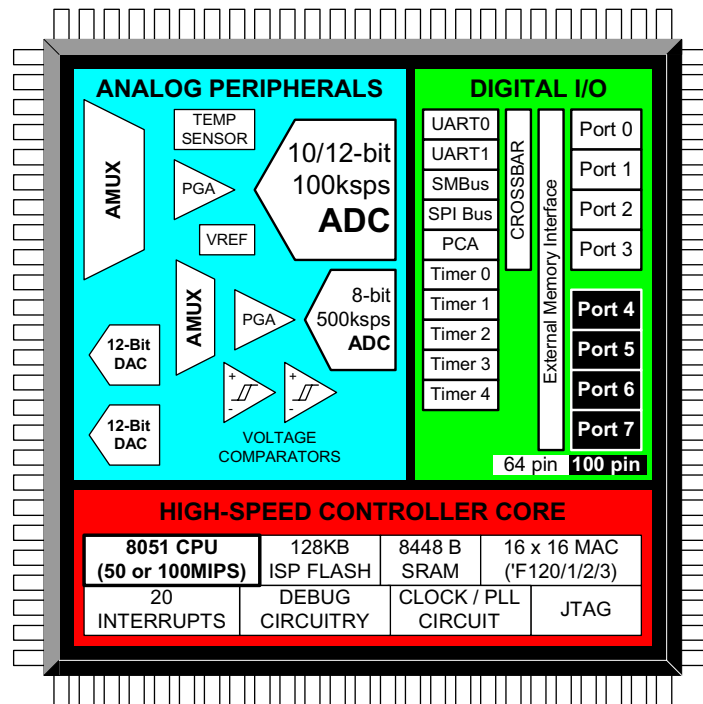 ANALOG PERIPHERALS
AMUX
TEMP
SENSOR
PGA
VREF
10/12-bit
100ksps
ADC
AMUX
PGA
8-bit
500ksps
ADC
12-Bit
DAC
12-Bit
DAC
+
-
+
-
VOLTAGE
COMPARATORS
DIGITAL I/O
UART0
UART1
SMBus
SPI Bus
PCA
Timer 0
Timer 1
Timer 2
Timer 3
Timer 4
CROSSBAR
External Memory Interface
Port 0
Port 1
Port 2
Port 3
Port 4
Port 5
Port 6
Port 7
64 pin 100 pin
HIGH-SPEED CONTROLLER CORE
8051 CPU
(50 or 100MIPS)
128KB
ISP FLASH
8448 B
SRAM
16 x 16 MAC
('F120/1/2/3)
20
INTERRUPTS
DEBUG
CIRCUITRY
CLOCK / PLL
CIRCUIT
JTAG